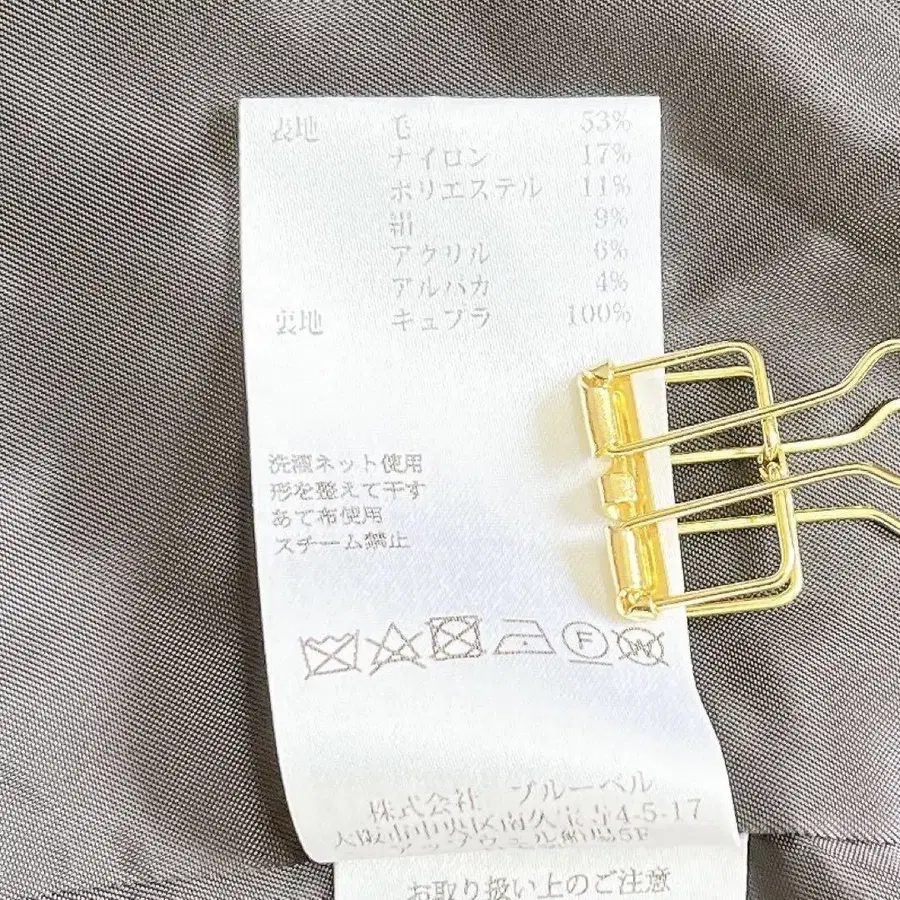 表地 毛 53%
ナイロン 17%
ポリエステル 11%
絹 9%
アクリル 6%
アルパカ 4%
裏地 キュプラ 100%
洗濯ネット使用
形を整えて干す
あて布使用
スチーム禁止
F
W
株式会社 ブルーベル
大阪市中央区南久宝寺4-5-17
5F
お取り扱い上のご注意